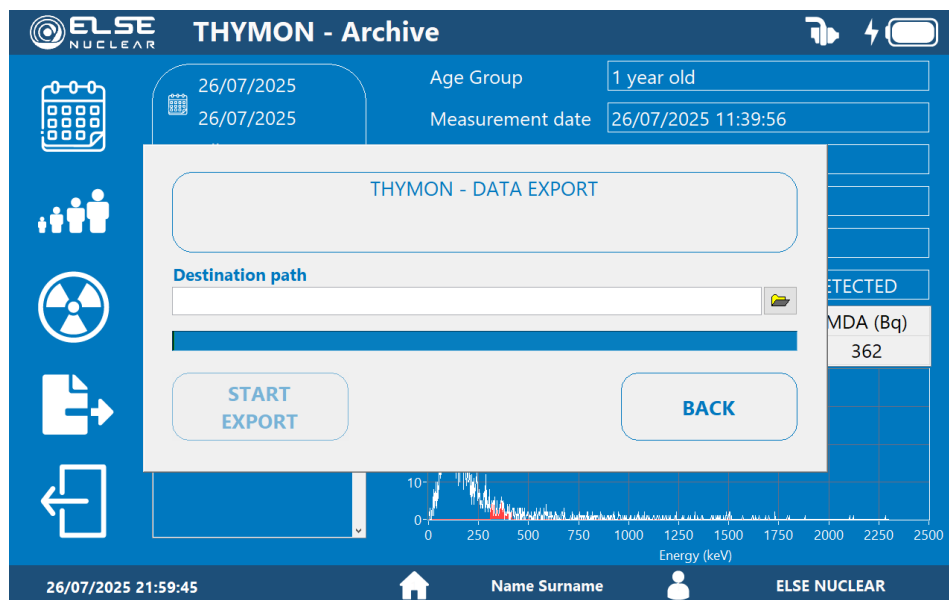 ELSE
NUCLEAR
THYMON - Archive
26/07/2025
26/07/2025
Age Group
1 year old
Measurement date
26/07/2025 11:39:56
THYMON - DATA EXPORT
Destination path
START
EXPORT
BACK
MDA (Bq)
362
10
0
0 250 500 750 1000 1250 1500 1750 2000 2250 2500
Energy (keV)
26/07/2025 21:59:45
Name Surname
ELSE NUCLEAR